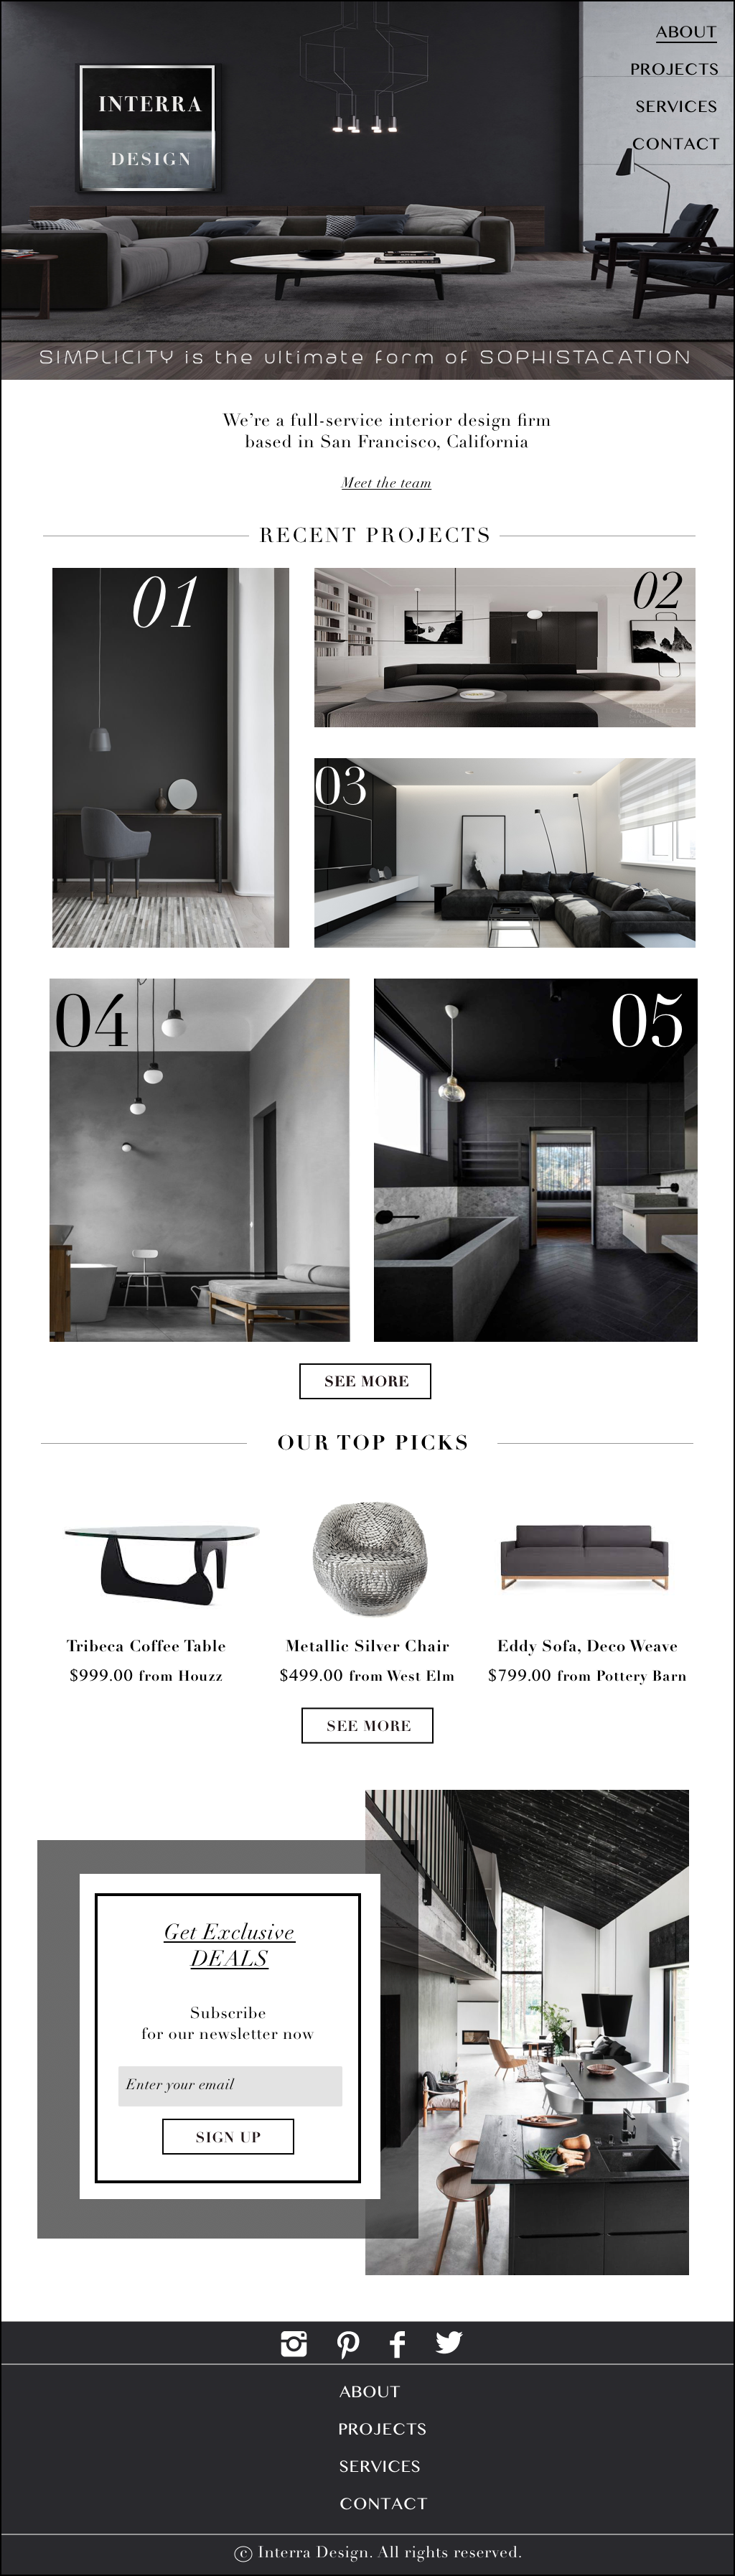 INTERRA
DESIGN
ABOUT
PROJECTS
SERVICES
CONTACT
SIMPLICITY is the ultimate form of SOPHISTACATION
We're a full-service interior design firm
based in San Francisco, California
Meet the team
RECENT PROJECTS
01
02
03
04
05
SEE MORE
OUR TOP PICKS
Tribeca Coffee Table
$999.00 from Houzz
Metallic Silver Chair
$499.00 from West Elm
Eddy Sofa, Deco Weave
$799.00 from Pottery Barn
SEE MORE
Get Exclusive
DEALS
Subscribe
for our newsletter now
Enter your email
SIGN UP
ABOUT
PROJECTS
SERVICES
CONTACT
© Interra Design. All rights reserved.